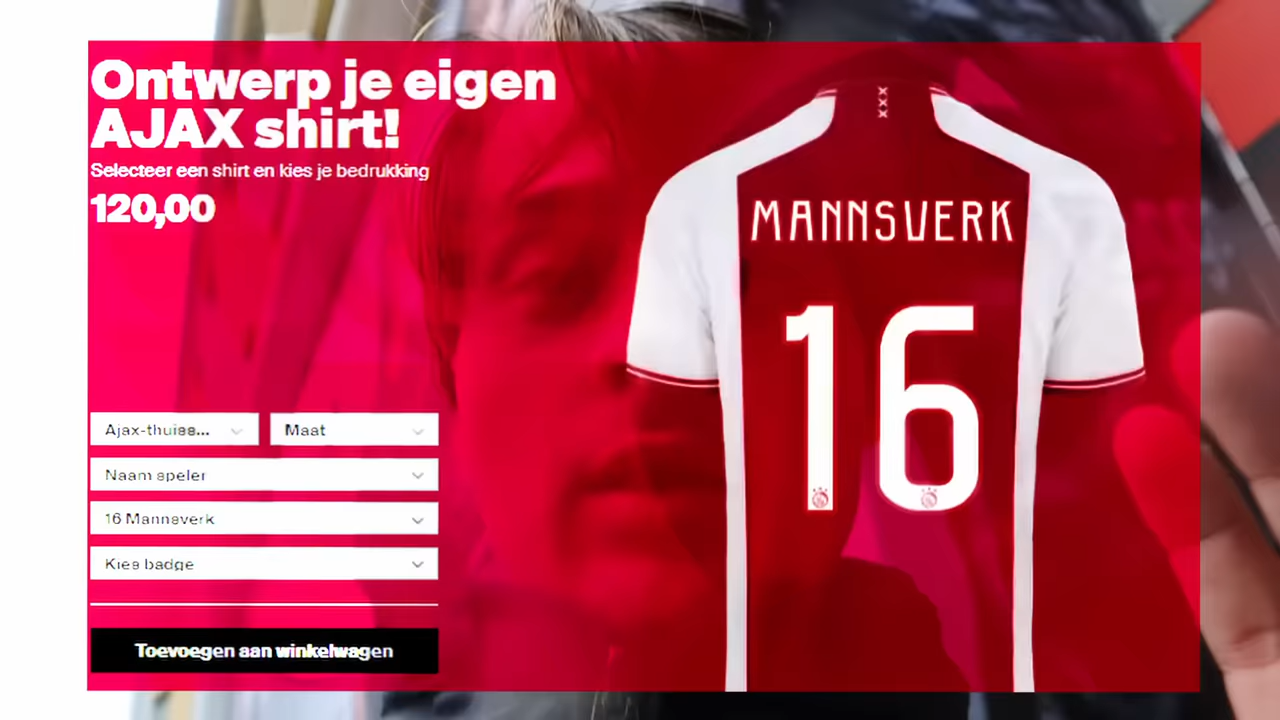 Ontwerp je eigen
AJAX shirt!
Selecteer een shirt en kies je bedrukking
120,00
Ajax-thuiss...
Maat
Naam speler
16 Mannsverk
Kies badge
Toevoegen aan winkelwagen
XXX
MANNSVERK
16